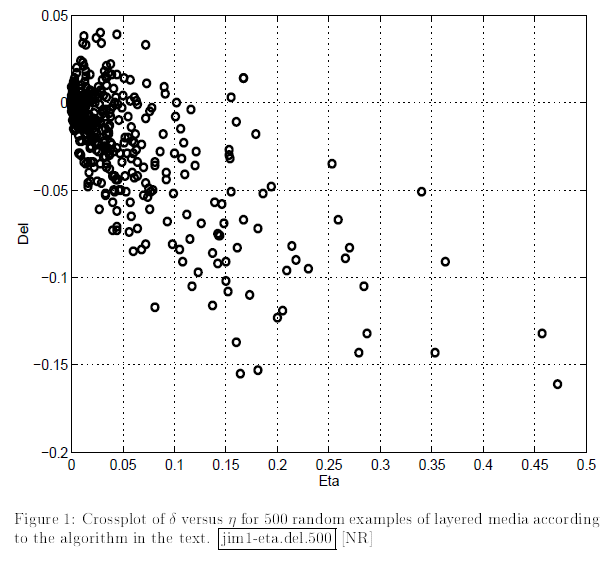 0.05
0
−0.05
−0.1
−0.15
−0.2
Del
0 0.05 0.1 0.15 0.2 0.25 0.3 0.35 0.4 0.45 0.5
Eta
Figure 1: Crossplot of δ versus η for 500 random examples of layered media according
to the algorithm in the text. jim1-eta.del.500 [NR]